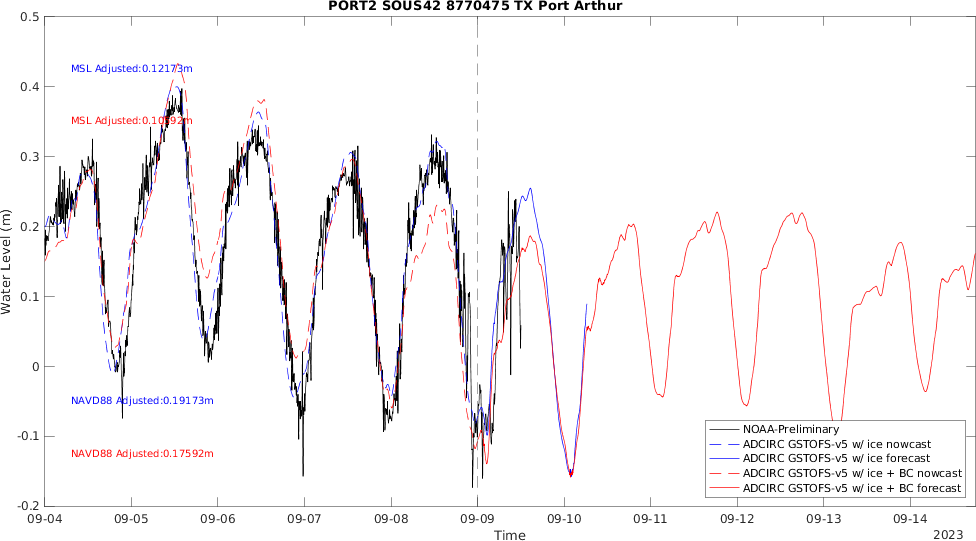 PORT2 SOUS42 8770475 TX Port Arthur
0.5
0.4
0.3
0.2
0.1
0
-0.1
-0.2
Water Level (m)
MSL Adjusted:0.12173m
MSL Adjusted:0.10592m
NAVD88 Adjusted:0.19173m
NAVD88 Adjusted:0.17592m
NOAA-Preliminary
ADCIRC GSTOFS-v5 w/ ice nowcast
ADCIRC GSTOFS-v5 w/ ice forecast
ADCIRC GSTOFS-v5 w/ ice + BC nowcast
ADCIRC GSTOFS-v5 w/ ice + BC forecast
09-04 09-05 09-06 09-07 09-08 09-09 09-10 09-11 09-12 09-13 09-14
Time
2023